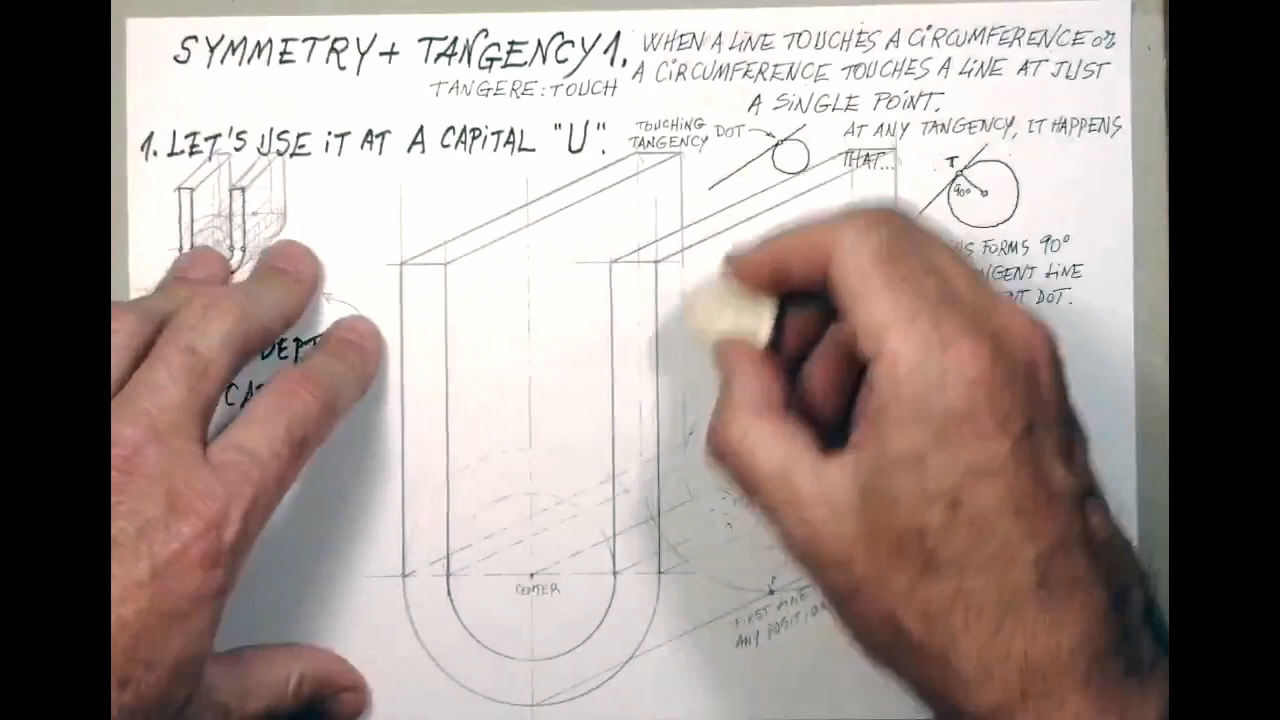 SYMMETRY + TANGENCY 1.
TANGERE: TOUCH
WHEN A LINE TOUCHES A CIRCUMFERENCE or
A CIRCUMFERENCE TOUCHES A LINE AT JUST
A SINGLE POINT.
1. LET'S USE IT AT A CAPITAL "U".
TOUCHING DOT
TANGENCY
AT ANY TANGENCY, IT HAPPENS
THAT...
T
90°
FORMS 90°
LINE
DOT.
CENTER
FIRST LINE
ANY POSITION